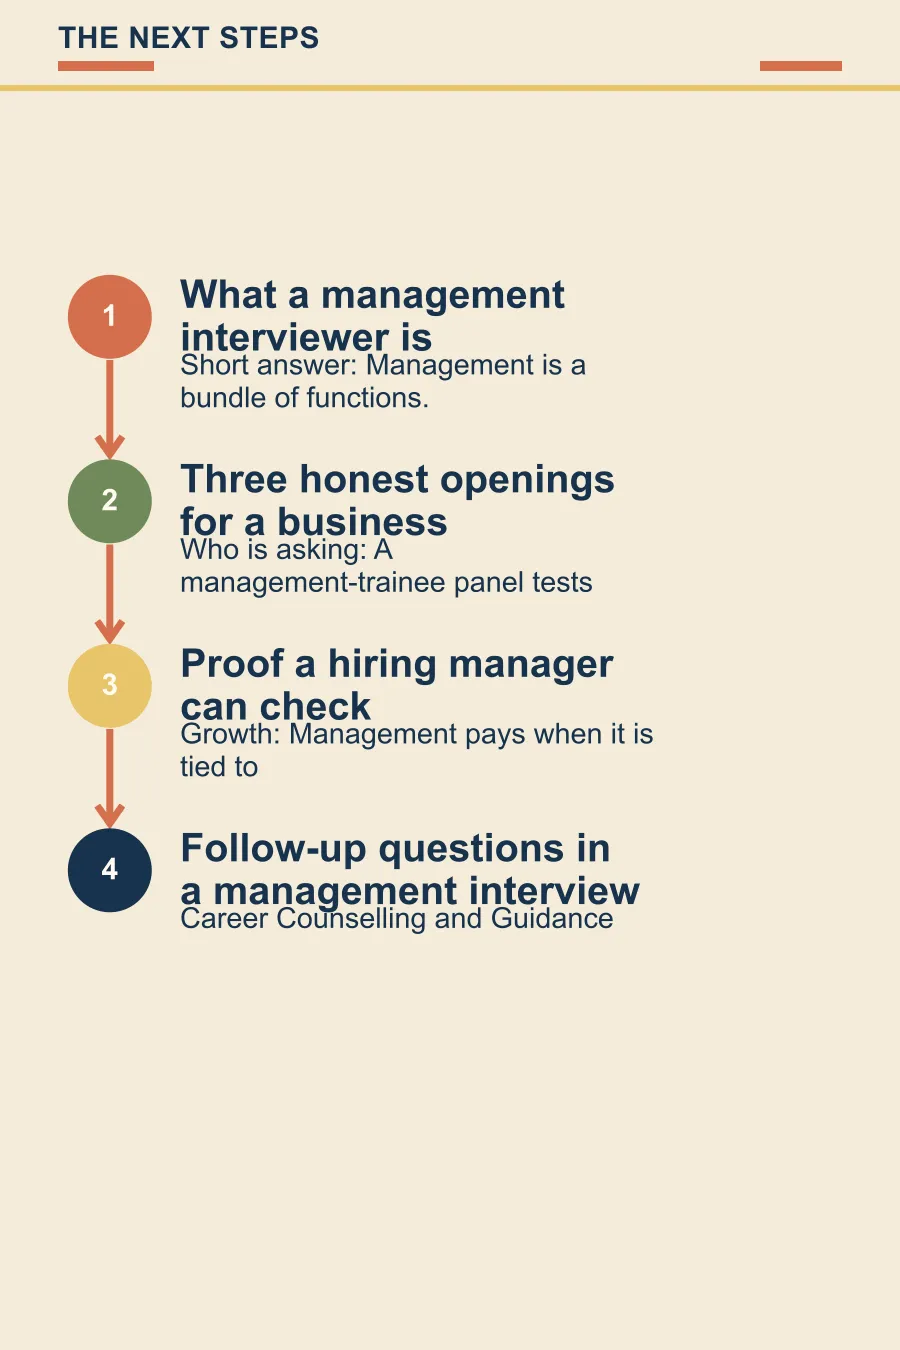 THE NEXT STEPS
1
What a management
interviewer is
Short answer: Management is a
bundle of functions.
2
Three honest openings
for a business
Who is asking: A
management-trainee panel tests
3
Proof a hiring manager
can check
Growth: Management pays when it is
tied to
4
Follow-up questions in
a management interview
Career Counselling and Guidance